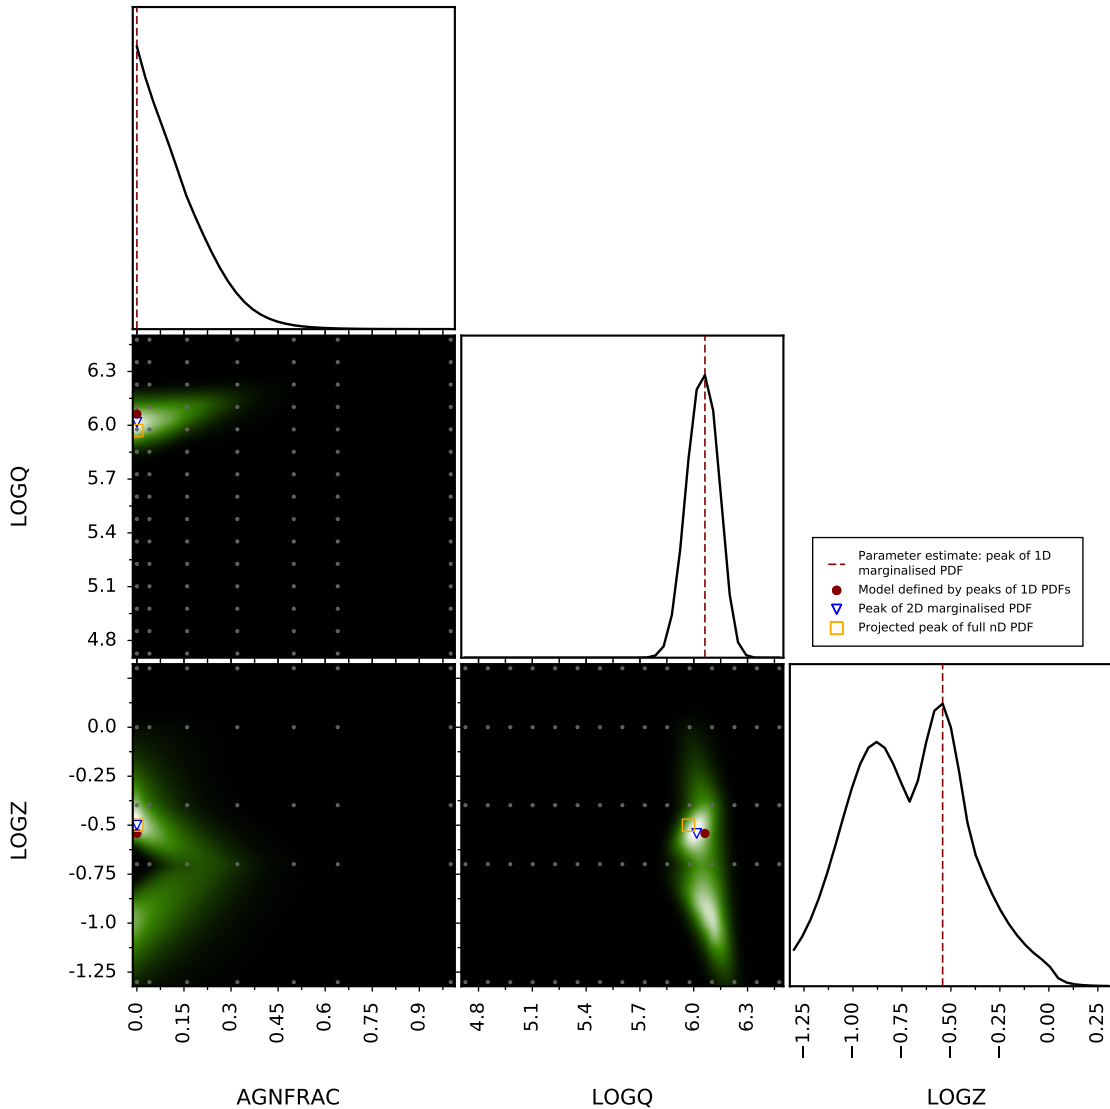 6.3
6.0
5.7
5.4
5.1
4.8
LOGQ
Parameter estimate: peak of 1D
marginalised PDF
Model defined by peaks of 1D PDFs
Peak of 2D marginalised PDF
Projected peak of full nD PDF
0.0
-0.25
-0.5
-0.75
-1.0
-1.25
LOGZ
0.0 0.15 0.3 0.45 0.6 0.75 0.9
4.8 5.1 5.4 5.7 6.0 6.3
−1.25 −1.00 −0.75 −0.50 −0.25 0.00 0.25
AGNFRAC LOGQ LOGZ